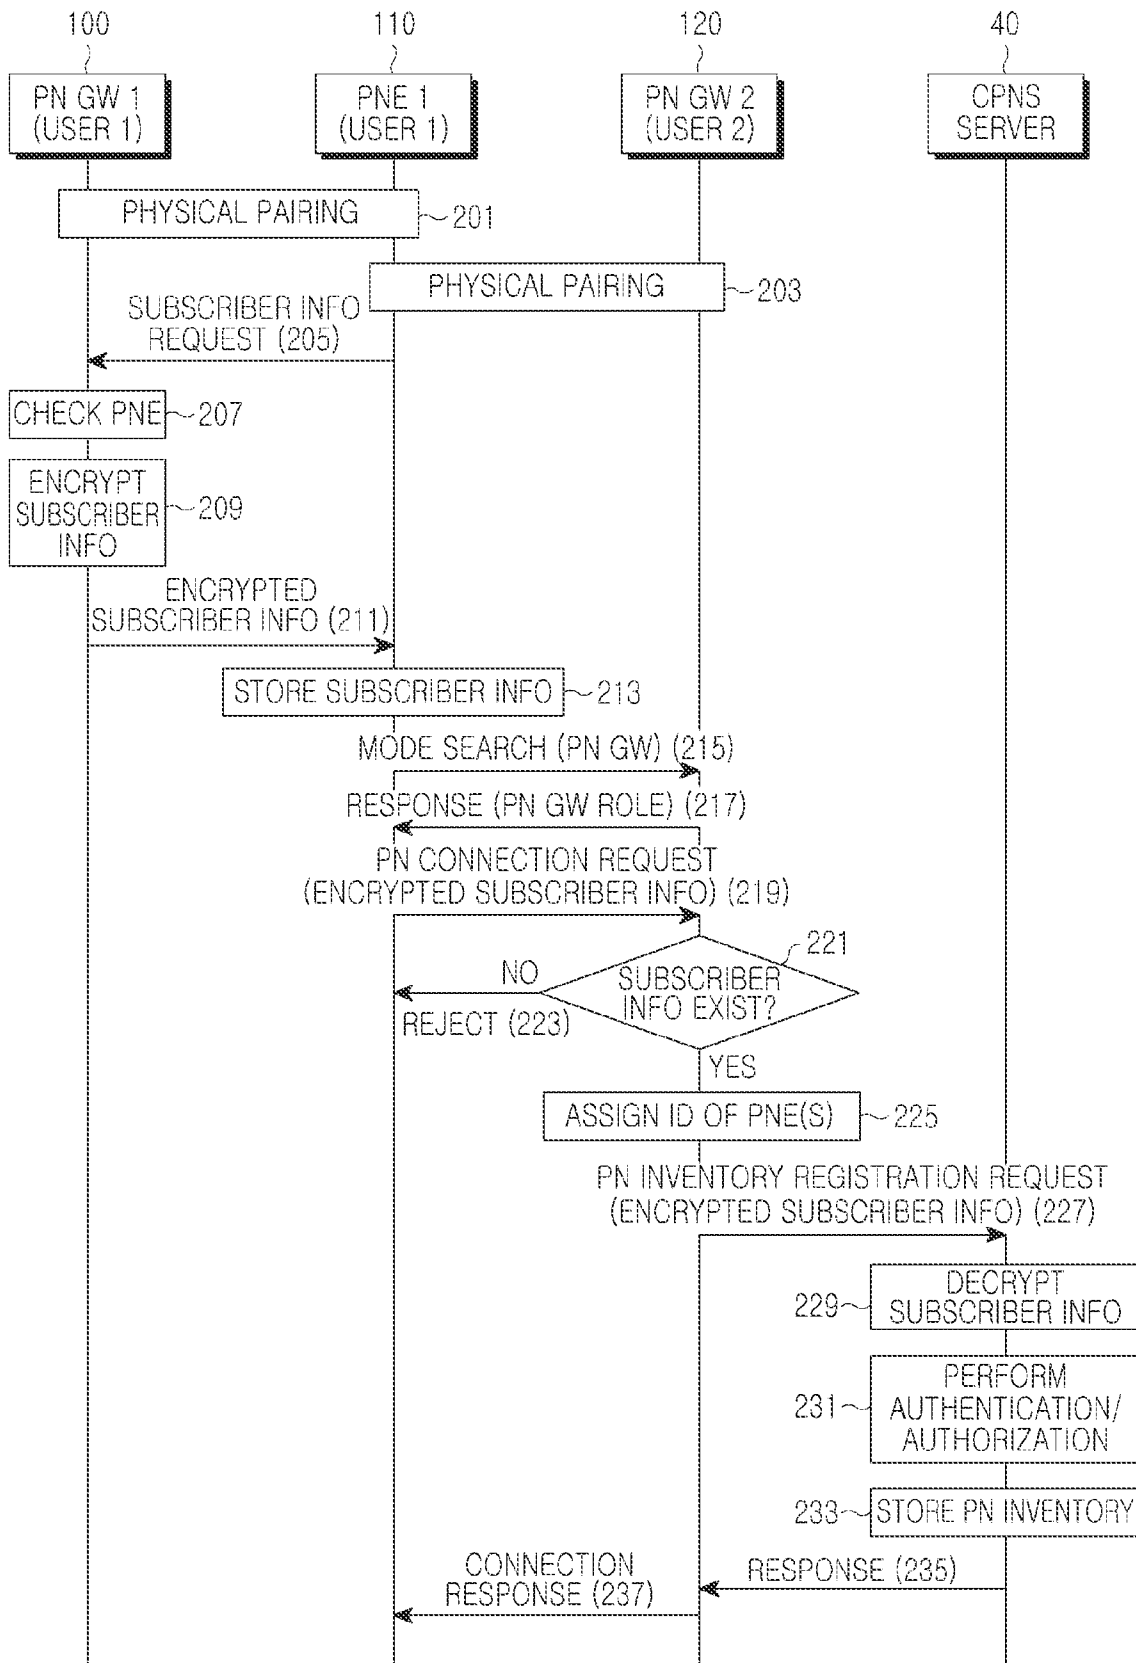 100
110
120
40
PN GW 1
(USER 1)
PNE 1
(USER 1)
PN GW 2
(USER 2)
CPNS
SERVER
PHYSICAL PAIRING
201
PHYSICAL PAIRING
203
SUBSCRIBER INFO
REQUEST (205)
CHECK PNE
207
ENCRYPT
SUBSCRIBER
INFO
209
ENCRYPTED
SUBSCRIBER INFO (211)
STORE SUBSCRIBER INFO
213
MODE SEARCH (PN GW) (215)
RESPONSE (PN GW ROLE) (217)
PN CONNECTION REQUEST
(ENCRYPTED SUBSCRIBER INFO) (219)
221
SUBSCRIBER
INFO EXIST?
NO
REJECT (223)
YES
ASSIGN ID OF PNE(S)
225
PN INVENTORY REGISTRATION REQUEST
(ENCRYPTED SUBSCRIBER INFO) (227)
229
DECRYPT
SUBSCRIBER INFO
231
PERFORM
AUTHENTICATION/
AUTHORIZATION
233
STORE PN INVENTORY
RESPONSE (235)
CONNECTION
RESPONSE (237)